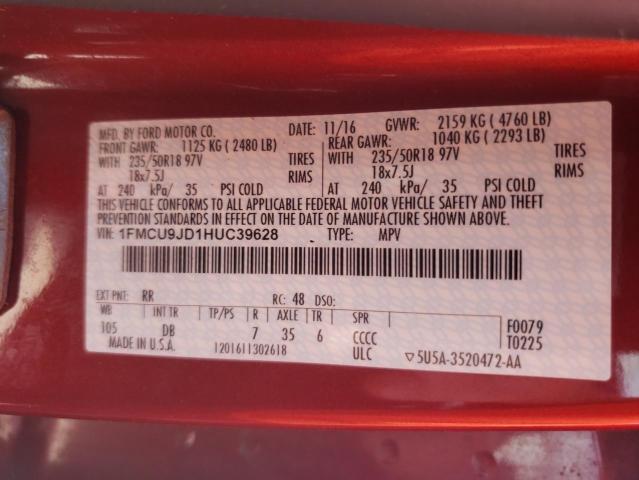 MFD. BY FORD MOTOR CO. DATE: 11/16 GVWR: 2159 KG ( 4760 LB)
FRONT GAWR: 1125 KG ( 2480 LB) REAR GAWR: 1040 KG ( 2293 LB)
WITH 235/50R18 97V TIRES WITH 235/50R18 97V TIRES
18x7.5J RIMS 18x7.5J RIMS
AT 240 kPa/ 35 PSI COLD AT 240 kPa/ 35 PSI COLD
THIS VEHICLE CONFORMS TO ALL APPLICABLE FEDERAL MOTOR VEHICLE SAFETY AND THEFT
PREVENTION STANDARDS IN EFFECT ON THE DATE OF MANUFACTURE SHOWN ABOVE.
VIN: 1FMCU9JD1HUC39628 TYPE: MPV
EXT PNT: RR RC: 48 DSO:
WB INT TR TP/PS R AXLE TR SPR F0079
105 DB 7 35 6 CCCC T0225
MADE IN U.S.A. 1201611302618 ULC ▽5U5A-3520472-AA